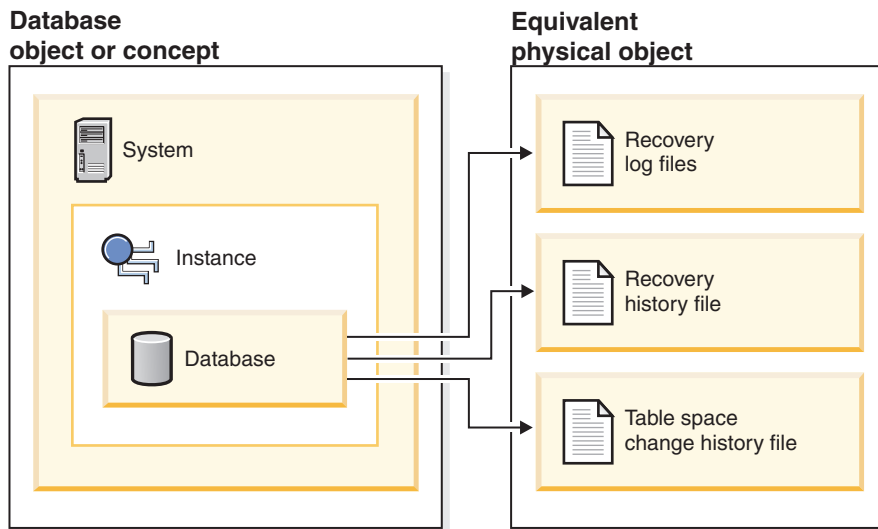 Database
object or concept
Equivalent
physical object
System
Instance
Database
Recovery
log files
Recovery
history file
Table space
change history file